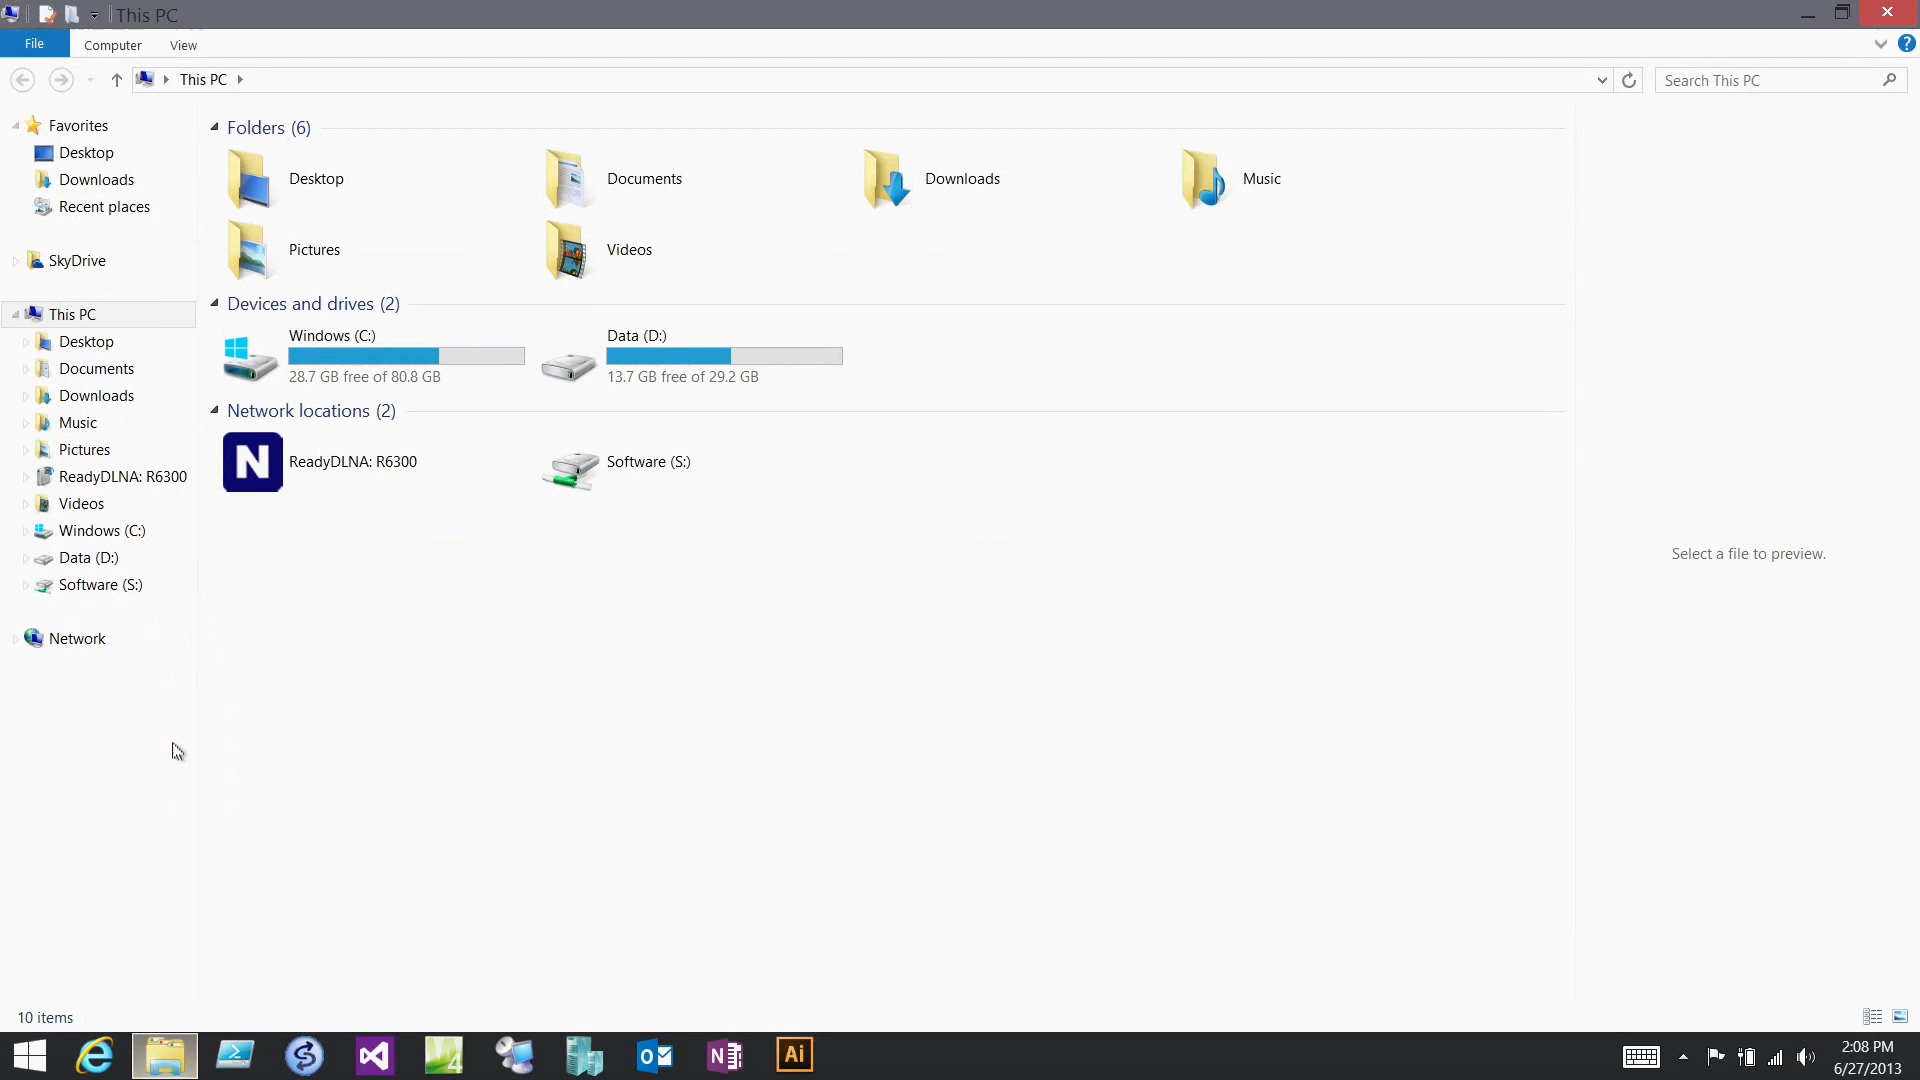 This PC
File
Computer
View
This PC
Search This PC
?
Favorites
Desktop
Downloads
Recent places
SkyDrive
This PC
Desktop
Documents
Downloads
Music
Pictures
ReadyDLNA: R6300
Videos
Windows (C:)
Data (D:)
Software (S:)
Network
Folders (6)
Desktop
Documents
Downloads
Music
Pictures
Videos
Devices and drives (2)
Windows (C:)
28.7 GB free of 80.8 GB
Data (D:)
13.7 GB free of 29.2 GB
Network locations (2)
N
ReadyDLNA: R6300
Software (S:)
Select a file to preview.
10 items
4
Ai
2:08 PM
6/27/2013